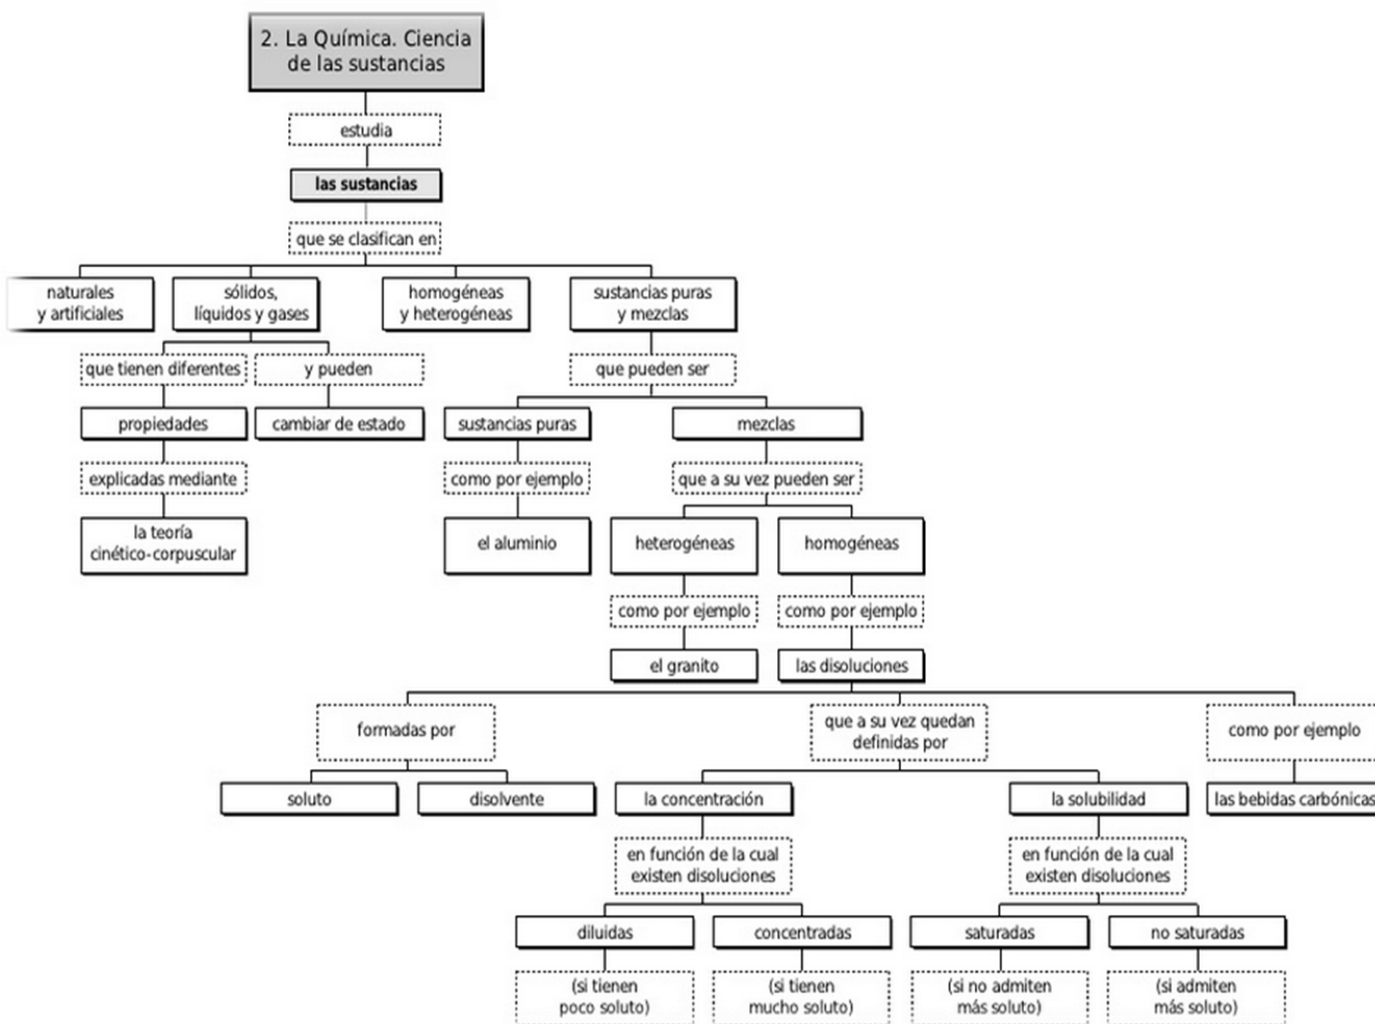 2. La Química. Ciencia
de las sustancias
estudia
las sustancias
que se clasifican en
naturales
y artificiales
sólidos,
líquidos y gases
homogéneas
y heterogéneas
sustancias puras
y mezclas
que tienen diferentes
y pueden
que pueden ser
propiedades
cambiar de estado
sustancias puras
mezclas
explicadas mediante
como por ejemplo
que a su vez pueden ser
la teoría
cinético-corpuscular
el aluminio
heterogéneas
homogéneas
como por ejemplo
como por ejemplo
el granito
las disoluciones
formadas por
que a su vez quedan
definidas por
como por ejemplo
soluto
disolvente
la concentración
la solubilidad
las bebidas carbónicas
en función de la cual
existen disoluciones
en función de la cual
existen disoluciones
diluidas
concentradas
saturadas
no saturadas
(si tienen
poco soluto)
(si tienen
mucho soluto)
(si no admiten
más soluto)
(si admiten
más soluto)